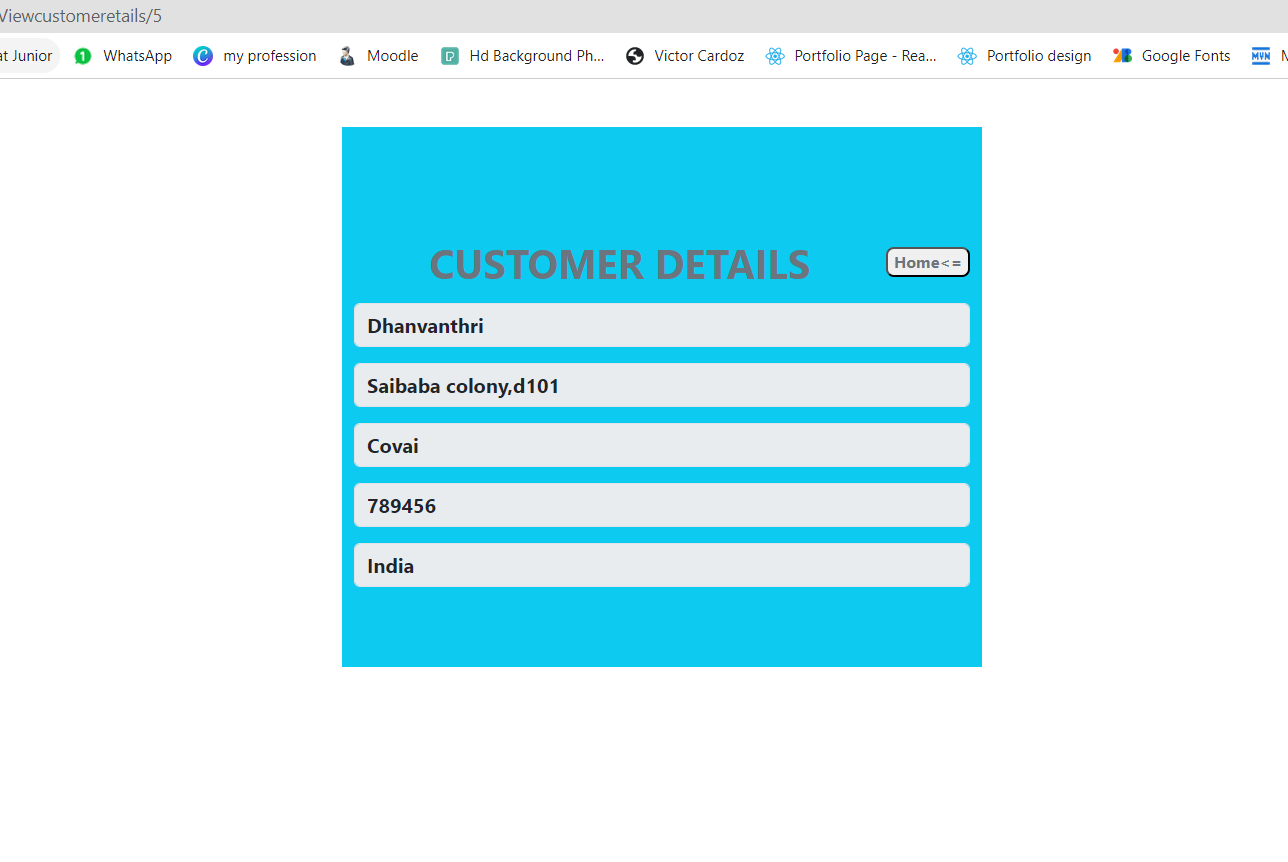 Viewcustomeretails/5
at Junior WhatsApp my profession Moodle Hd Background Ph... Victor Cardoz Portfolio Page - Rea... Portfolio design Google Fonts
CUSTOMER DETAILS Home<=
Dhanvanthri
Saibaba colony,d101
Covai
789456
India